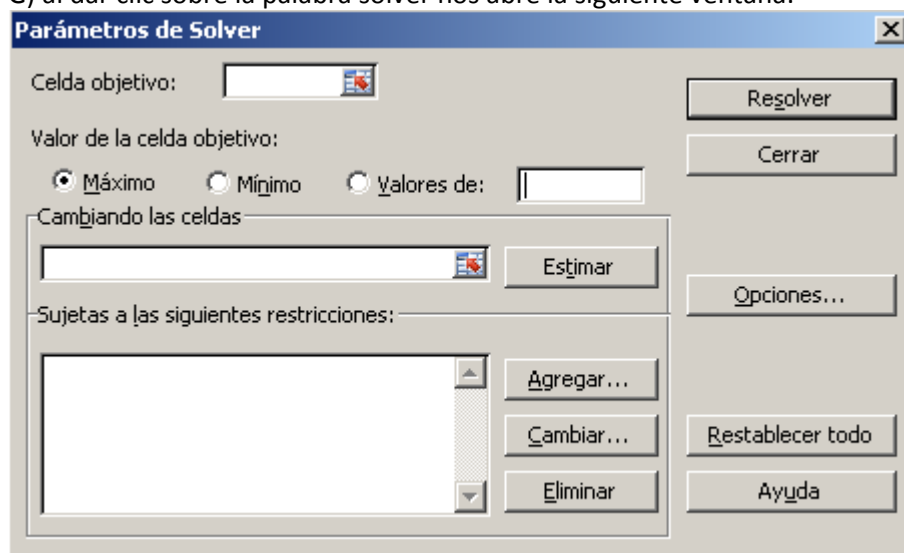 Parámetros de Solver
Celda objetivo:
Resolver
Valor de la celda objetivo:
Cerrar
Máximo Mínimo Valores de:
Cambiando las celdas
Estimar
Opciones...
Sujetas a las siguientes restricciones:
Agregar...
Cambiar...
Restablecer todo
Eliminar
Ayuda